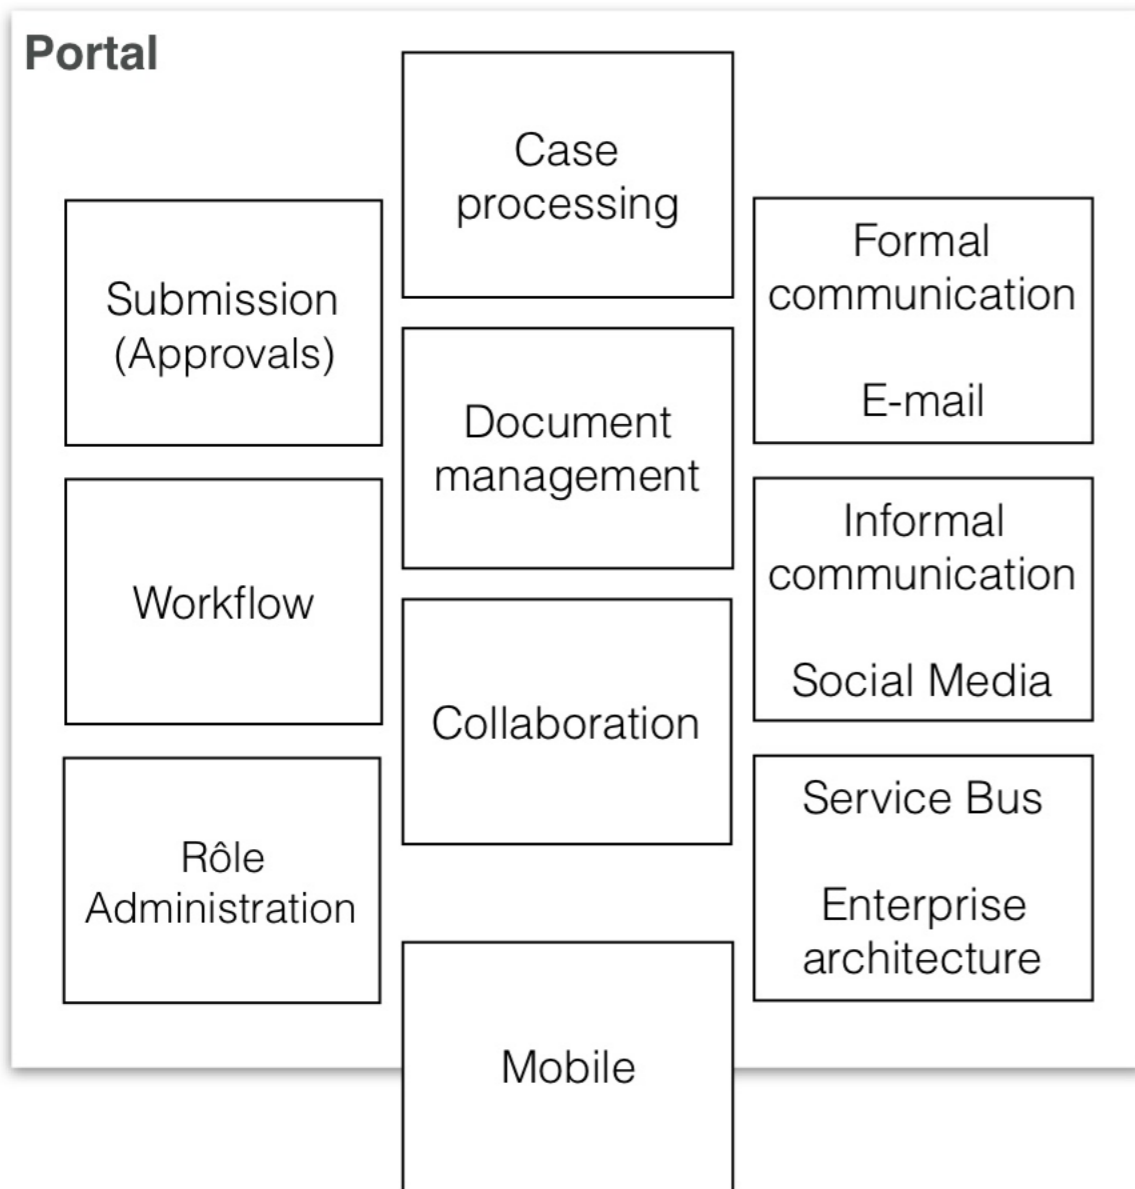 Portal
Case
processing
Submission
(Approvals)
Formal
communication
E-mail
Document
management
Workflow
Informal
communication
Social Media
Collaboration
Rôle
Administration
Service Bus
Enterprise
architecture
Mobile